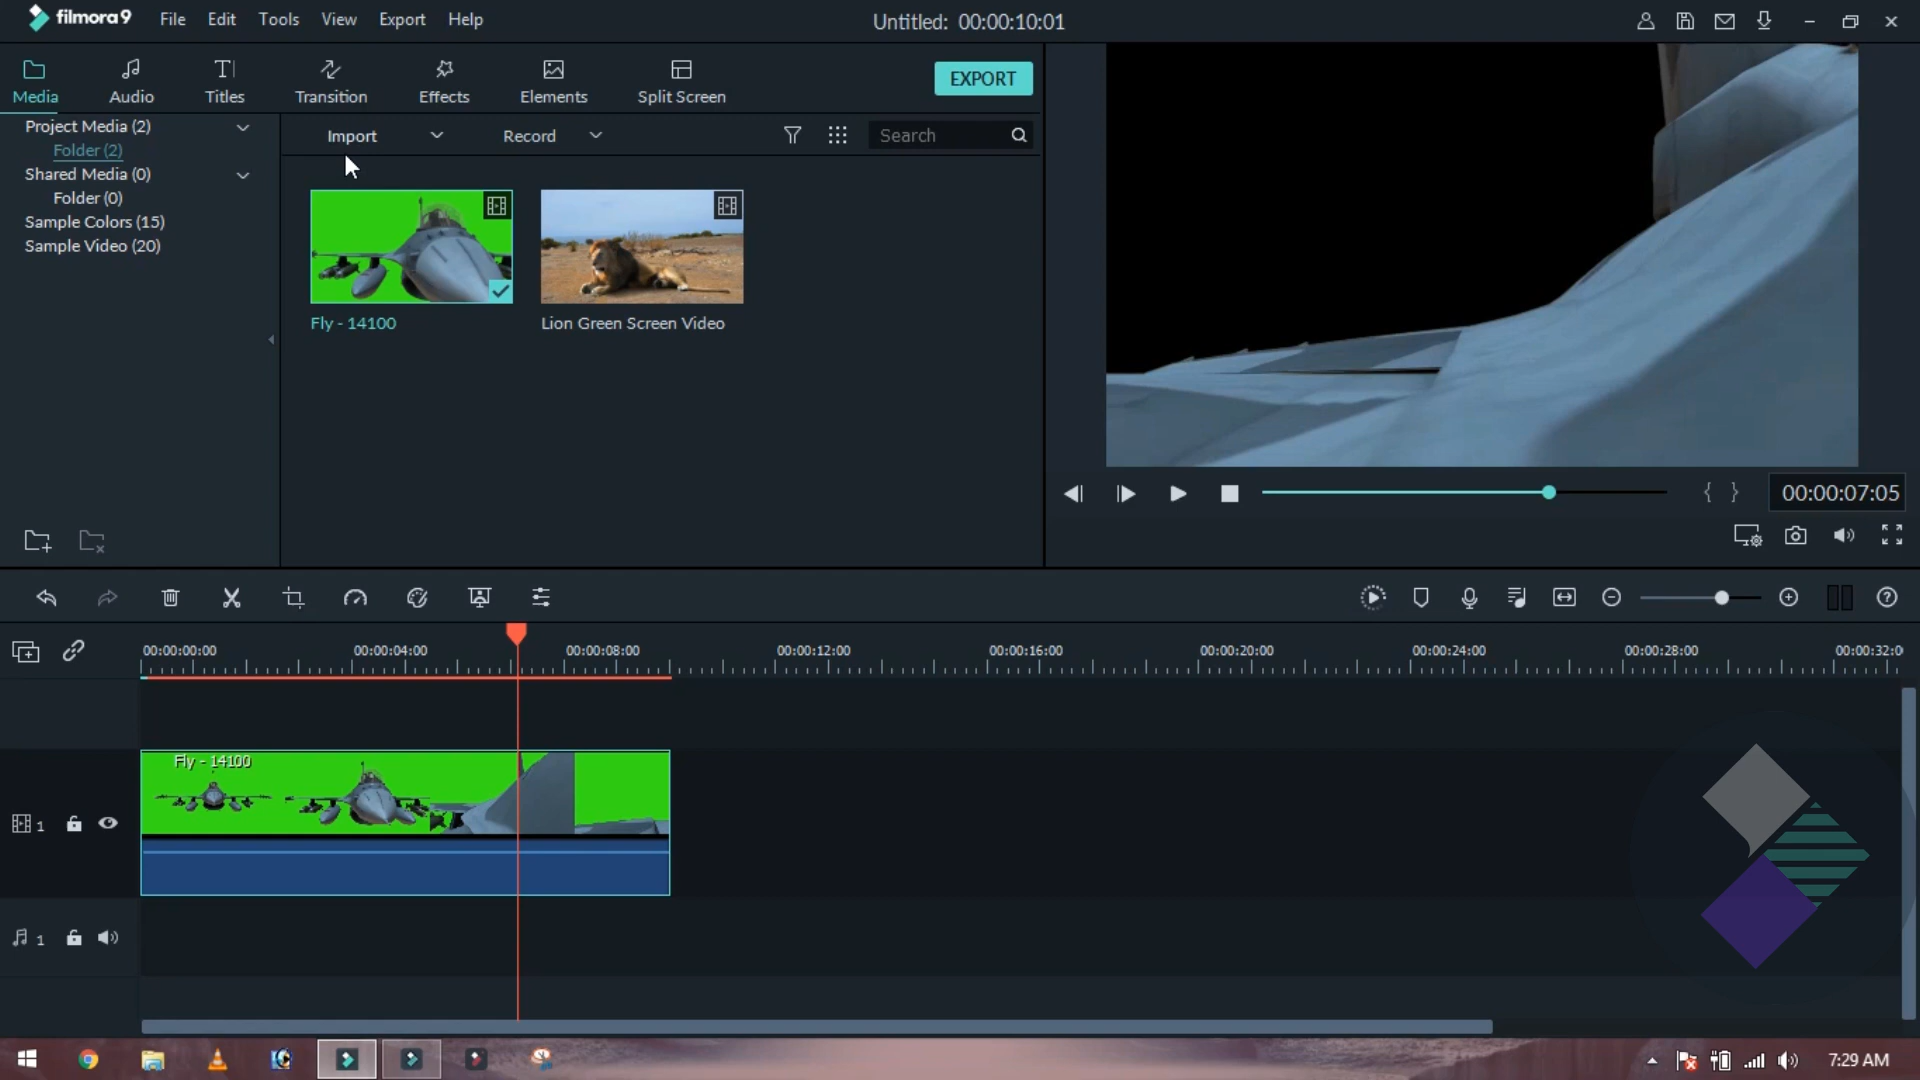 filmora9
File
Edit
Tools
View
Export
Help
Untitled:  00:00:10:01
Media
Audio
Titles
Transition
Effects
Elements
Split Screen
EXPORT
Project Media (2)
Folder (2)
Shared Media (0)
Folder (0)
Sample Colors (15)
Sample Video (20)
Import
Record
Search
Fly - 14100
Lion Green Screen Video
{ }
00:00:07:05
00:00:00:00
00:00:04:00
00:00:08:00
00:00:12:00
00:00:16:00
00:00:20:00
00:00:24:00
00:00:28:00
00:00:32:0
Fly - 14100
1
1
7:29 AM